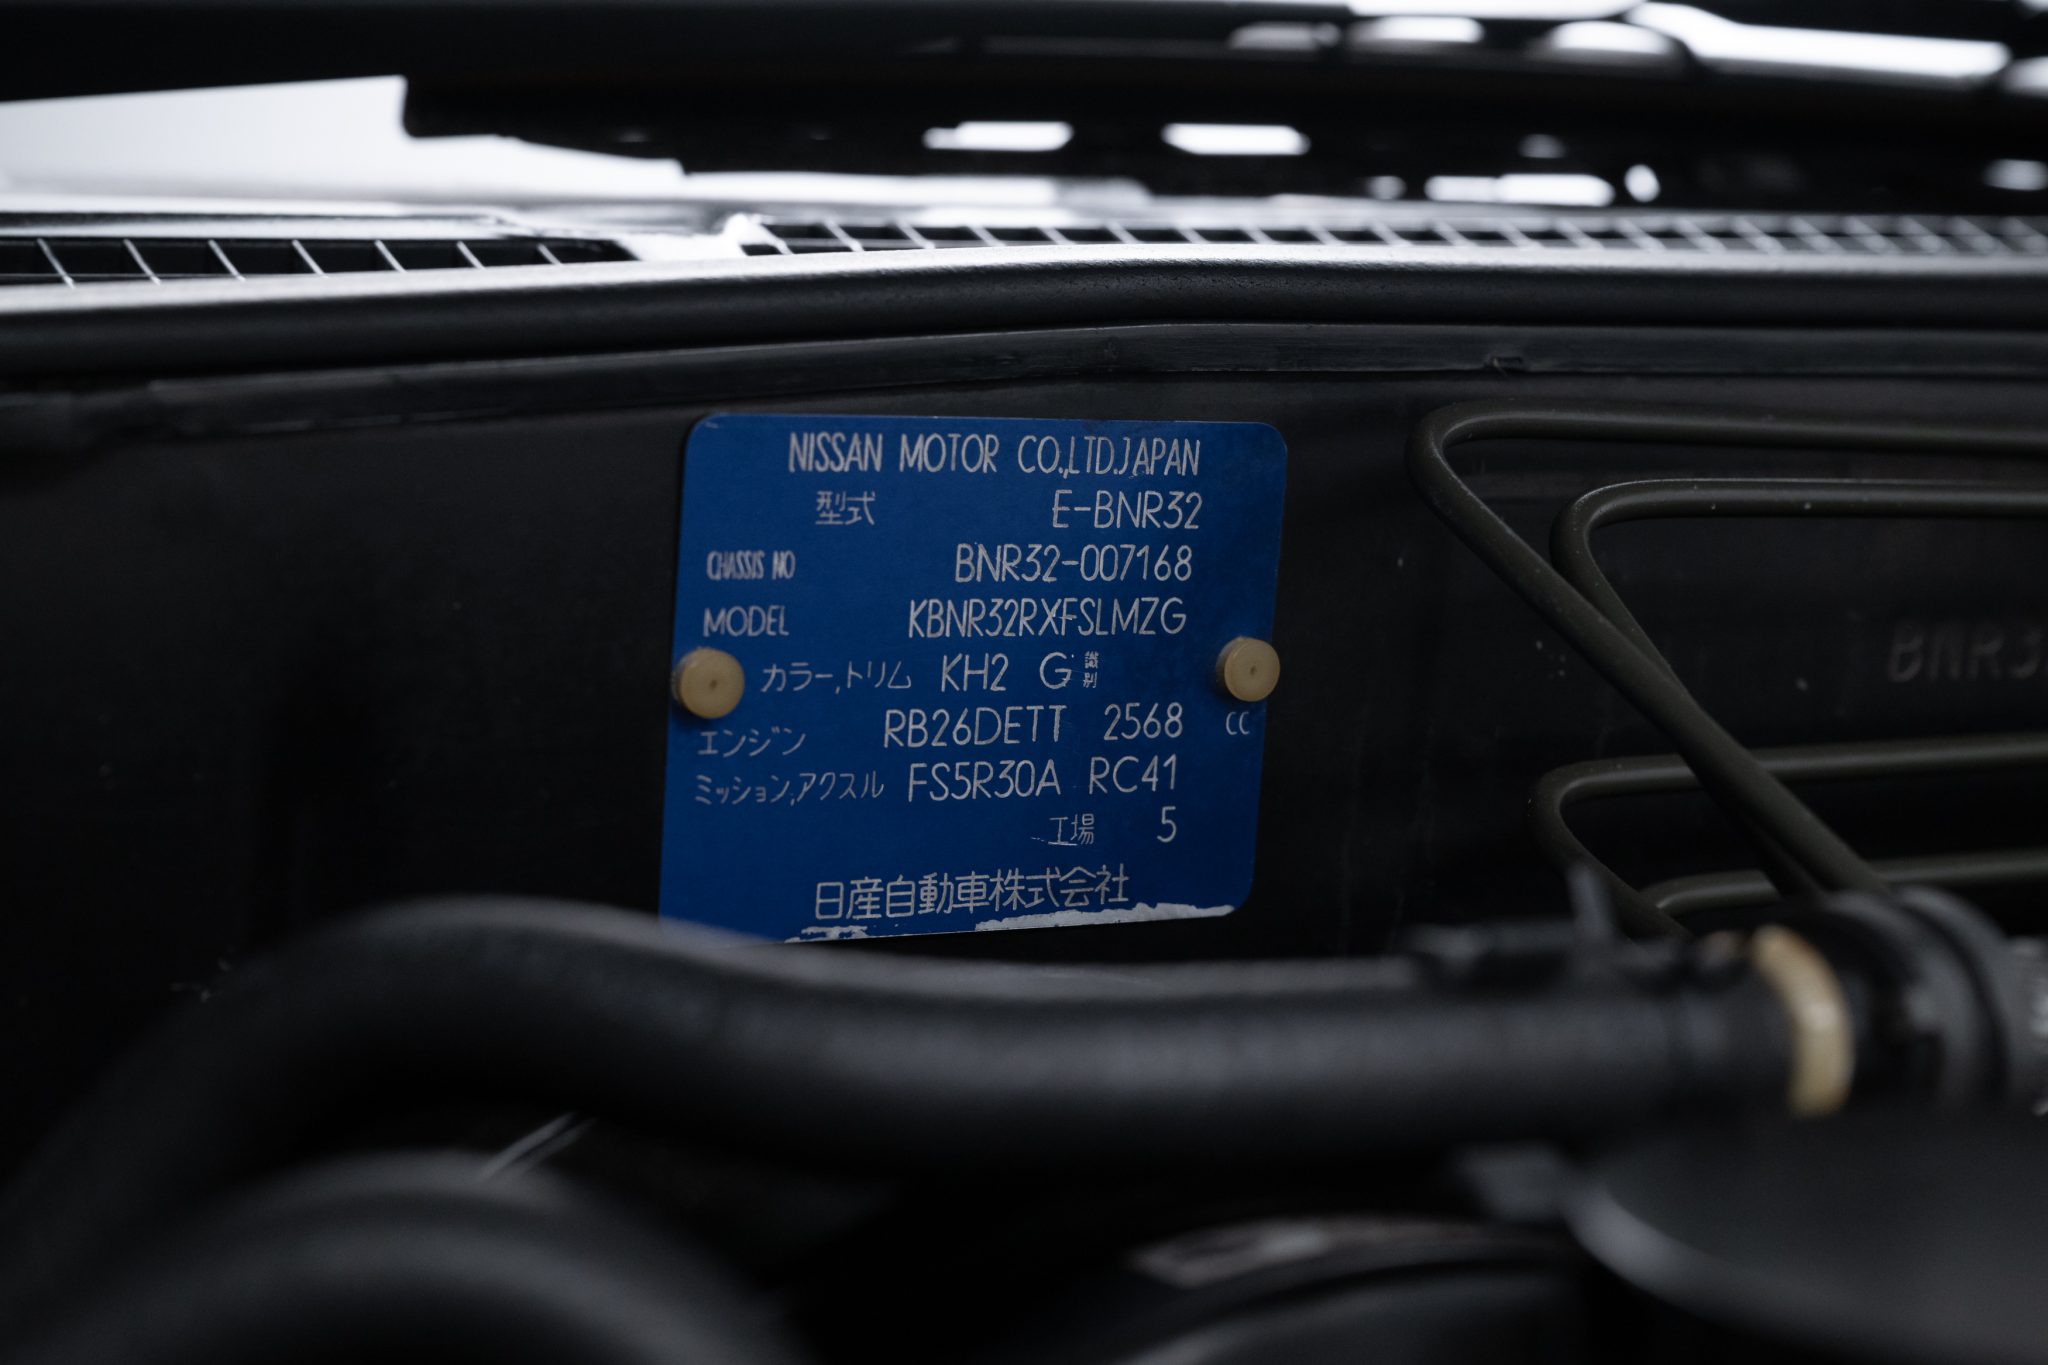 NISSAN MOTOR CO.,LTD.JAPAN
型式 E-BNR32
CHASSIS NO BNR32-007168
MODEL KBNR32RXFSLMZG
カラー,トリム KH2 G 識別
エンジン RB26DETT 2568 CC
ミッション,アクスル FS5R30A RC41
工場 5
日産自動車株式会社
BNR3